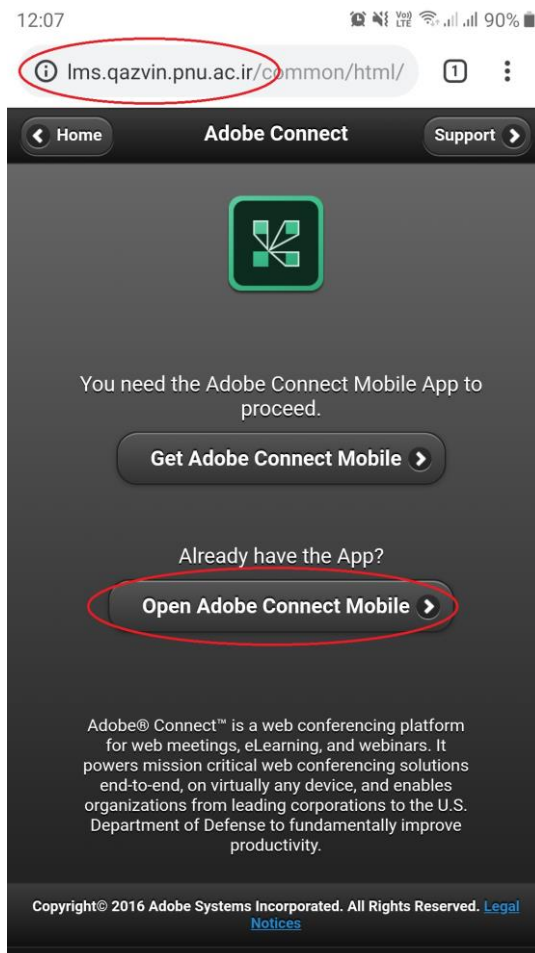 12:07 Vo)) LTE 90%
lms.qazvin.pnu.ac.ir/common/html/ 1
Home Adobe Connect Support
You need the Adobe Connect Mobile App to
proceed.
Get Adobe Connect Mobile
Already have the App?
Open Adobe Connect Mobile
Adobe® Connect™ is a web conferencing platform
for web meetings, eLearning, and webinars. It
powers mission critical web conferencing solutions
end-to-end, on virtually any device, and enables
organizations from leading corporations to the U.S.
Department of Defense to fundamentally improve
productivity.
Copyright© 2016 Adobe Systems Incorporated. All Rights Reserved. Legal
Notices